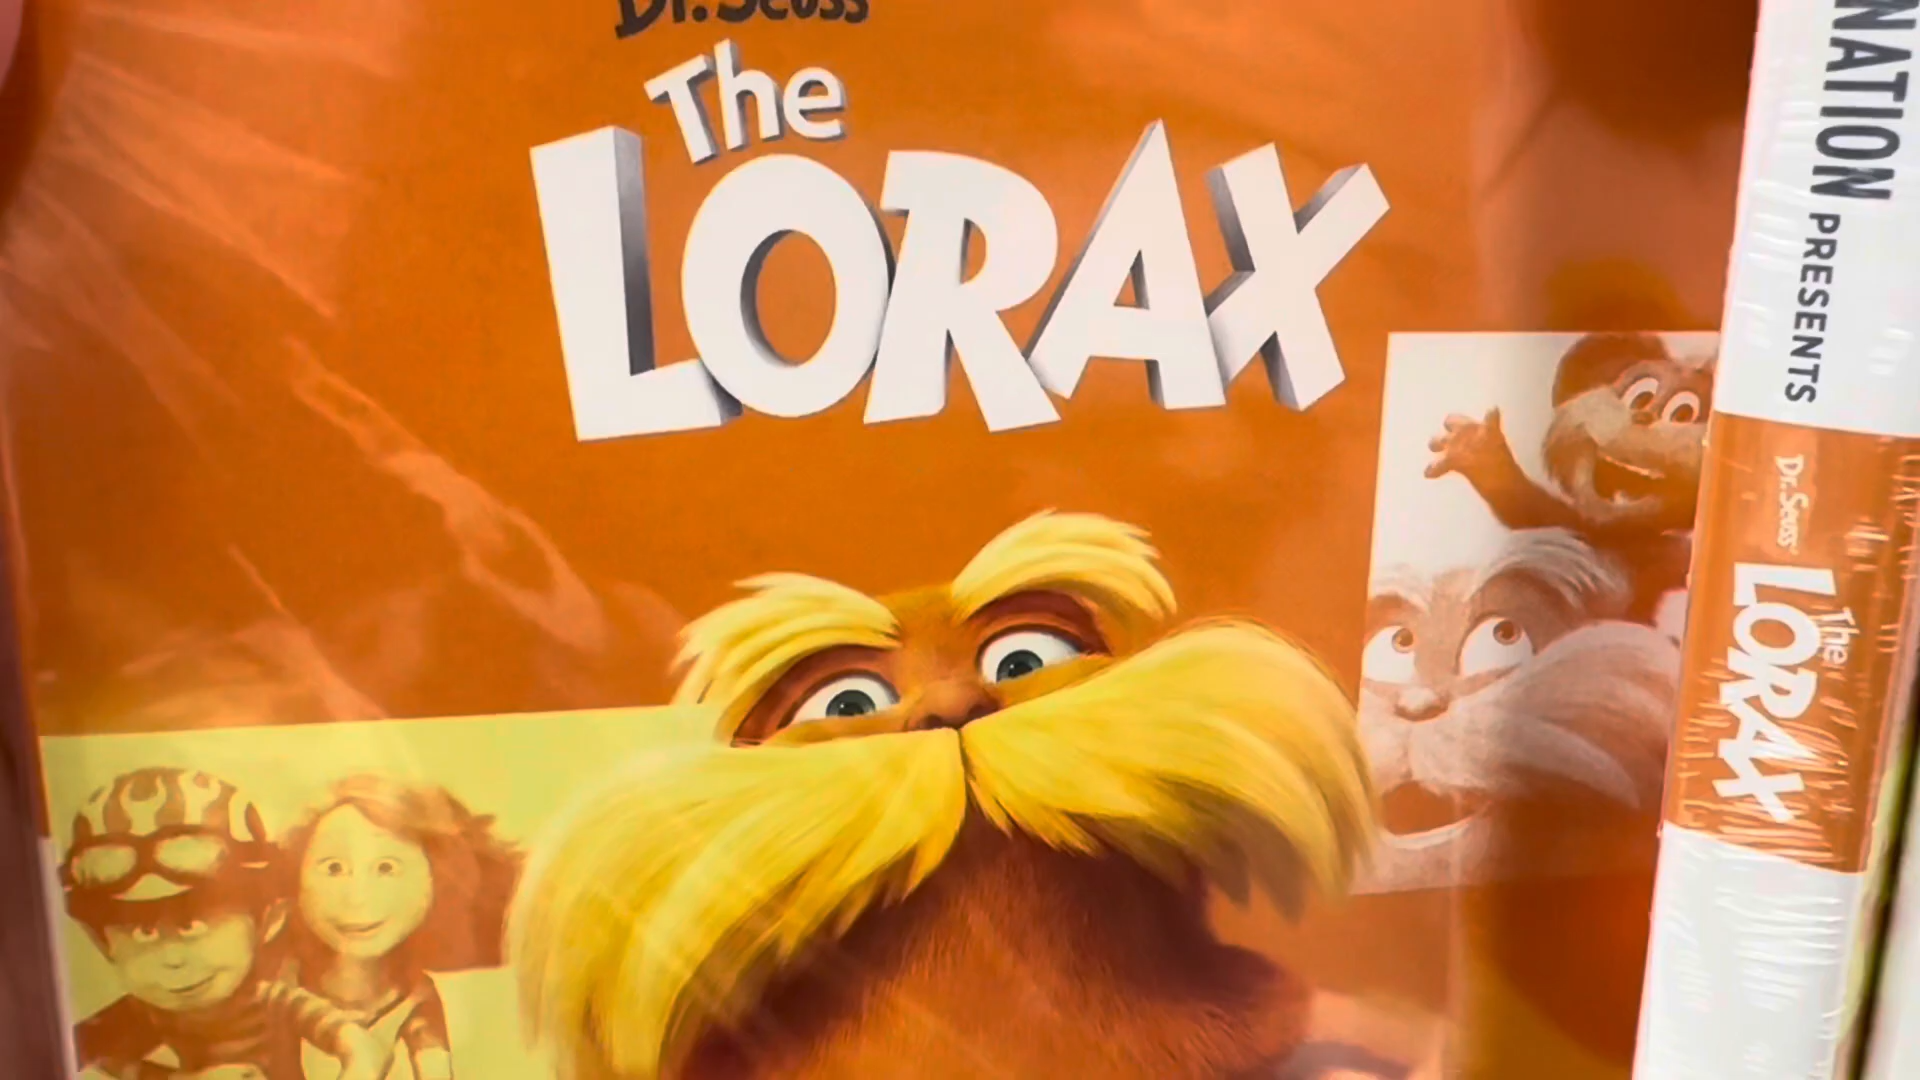 Dr. Seuss
The
LORAX
NATION PRESENTS
Dr. Seuss
The
LORAX